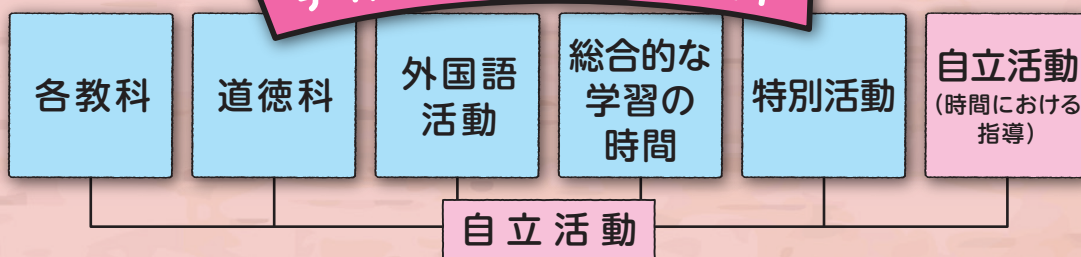 各教科
道徳科
外国語
活動
総合的な
学習の
時間
特別活動
自立活動
(時間における
指導)
自立活動